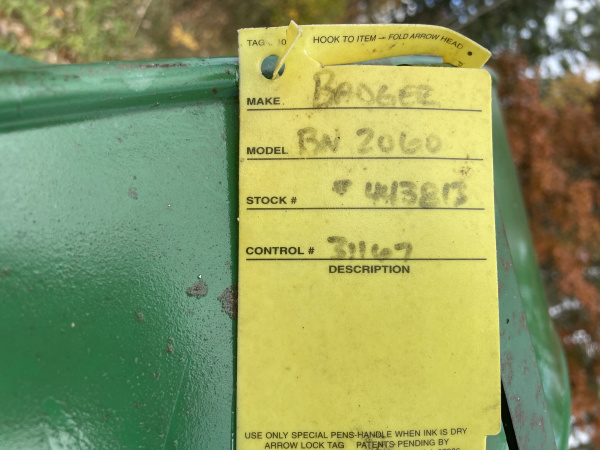 TAG 10 HOOK TO ITEM → FOLD ARROW HEAD
MAKE BADGER
MODEL BN 2060
STOCK #
CONTROL # 31167
DESCRIPTION
USE ONLY SPECIAL PENS-HANDLE WHEN INK IS DRY
ARROW LOCK TAG PATENTS PENDING BY